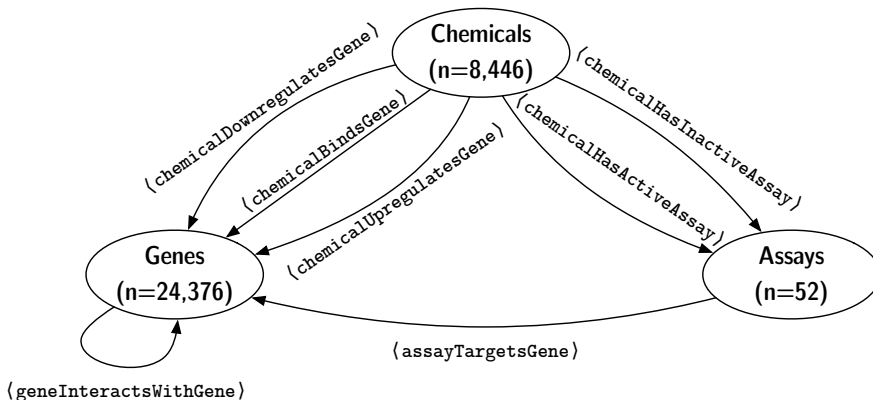 Chemicals
(n=8,446)
⟨chemicalDownregulatesGene⟩
⟨chemicalBindsGene⟩
⟨chemicalUpregulatesGene⟩
⟨chemicalHasActiveAssay⟩
⟨chemicalHasInactiveAssay⟩
Genes
(n=24,376)
Assays
(n=52)
⟨assayTargetsGene⟩
⟨geneInteractsWithGene⟩